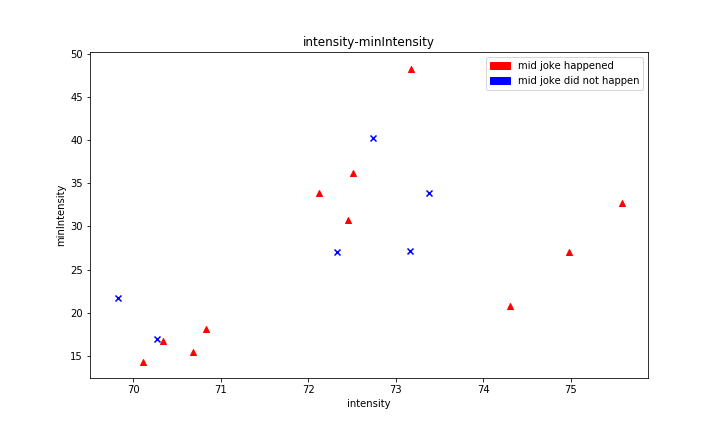 intensity-minIntensity
mid joke happened
mid joke did not happen
50
45
40
35
30
25
20
15
minIntensity
70 71 72 73 74 75
intensity